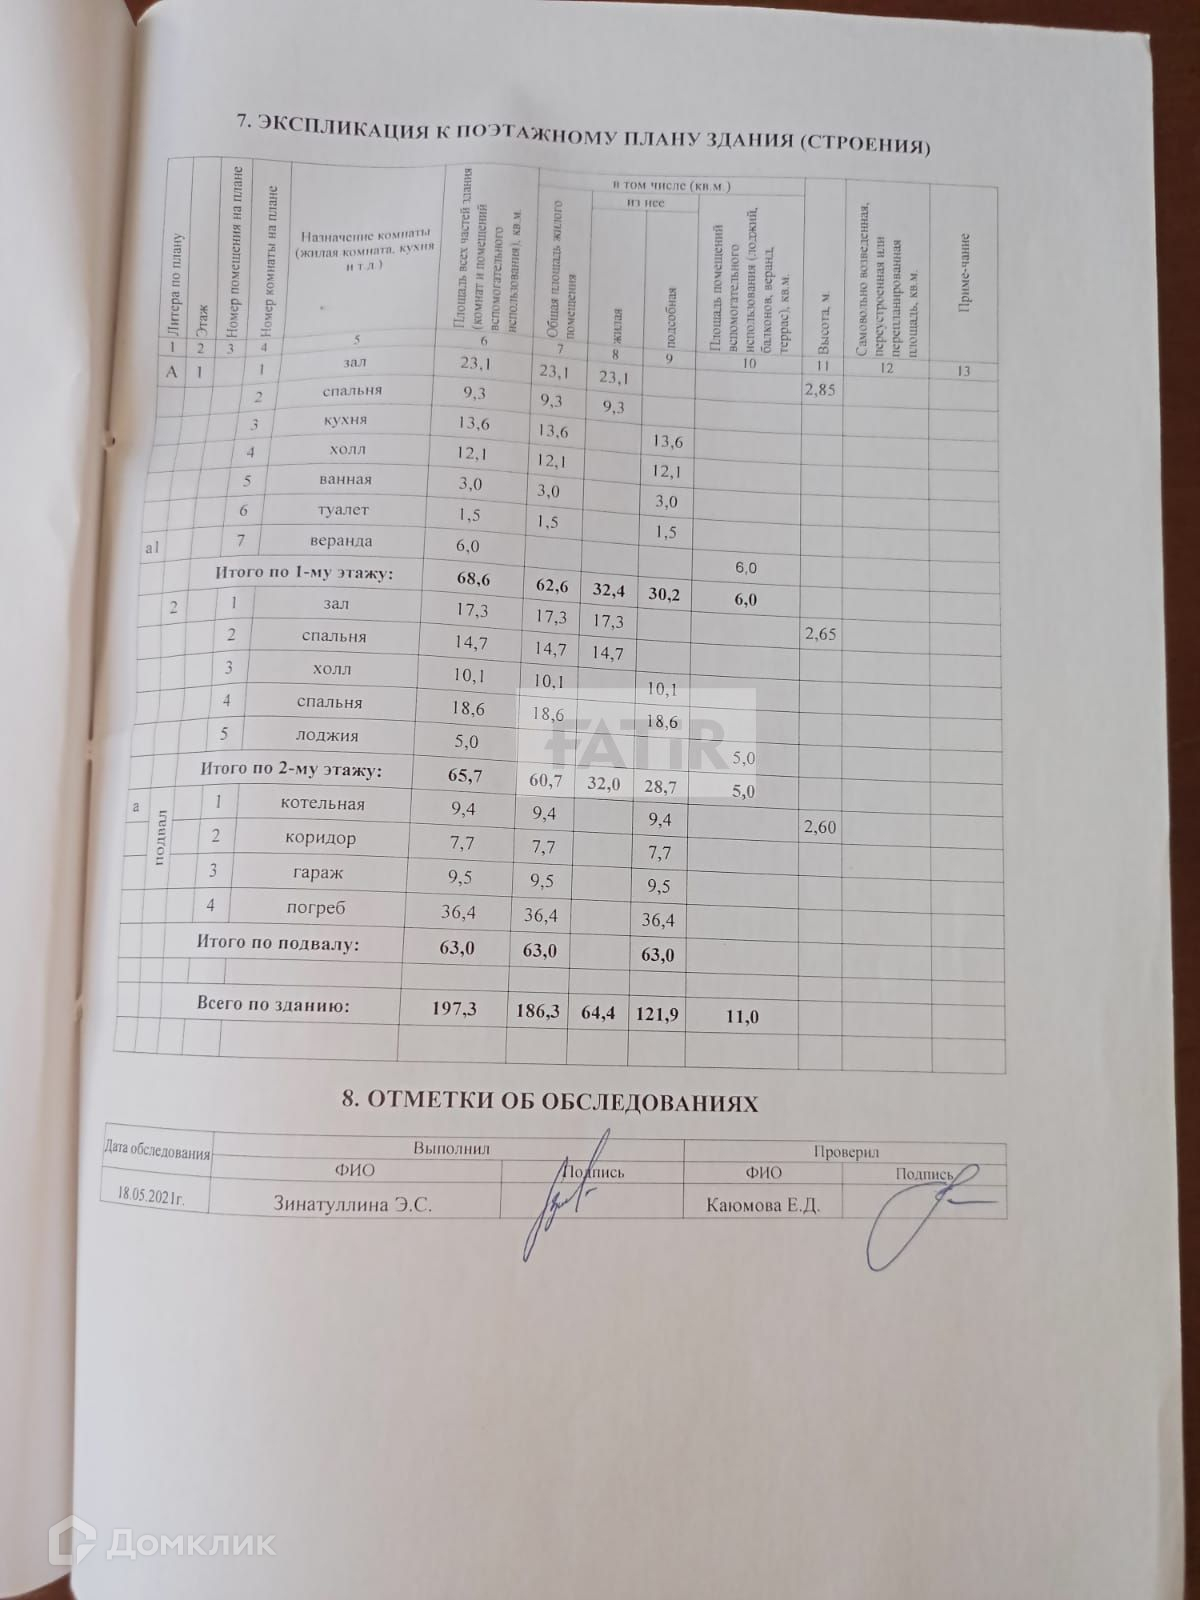 7. ЭКСПЛИКАЦИЯ К ПОЭТАЖНОМУ ПЛАНУ ЗДАНИЯ (СТРОЕНИЯ)
Литера по плану
Этаж
Номер помещения на плане
Номер комнаты на плане
Назначение комнаты
(жилая комната, кухня
и т.л.)
Площадь всех частей здания
(комнат и помещений
вспомогательного
использования), кв.м.
в том числе (кв.м.)
Общая площадь жилого
помещения
из нее
жилая
подсобная
Площадь помещений
вспомогательного
использования (лоджий,
балконов, веранд,
террас), кв.м.
Высота, м.
Самовольно возведенная,
переустроенная или
перепланированная
площадь, кв.м.
Приме-чание
1 2 3 4 5 6 7 8 9 10 11 12 13
А 1 1 зал 23,1 23,1 23,1 2,85
2 спальня 9,3 9,3 9,3
3 кухня 13,6 13,6 13,6
4 холл 12,1 12,1 12,1
5 ванная 3,0 3,0 3,0
6 туалет 1,5 1,5 1,5
а1 7 веранда 6,0 6,0
Итого по 1-му этажу: 68,6 62,6 32,4 30,2 6,0
2 1 зал 17,3 17,3 17,3 2,65
2 спальня 14,7 14,7 14,7
3 холл 10,1 10,1 10,1
4 спальня 18,6 18,6 18,6
5 лоджия 5,0 5,0
FATIR
Итого по 2-му этажу: 65,7 60,7 32,0 28,7 5,0
а подвал 1 котельная 9,4 9,4 9,4 2,60
2 коридор 7,7 7,7 7,7
3 гараж 9,5 9,5 9,5
4 погреб 36,4 36,4 36,4
Итого по подвалу: 63,0 63,0 63,0
Всего по зданию: 197,3 186,3 64,4 121,9 11,0
8. ОТМЕТКИ ОБ ОБСЛЕДОВАНИЯХ
Дата обследования Выполнил Проверил
ФИО Подпись ФИО Подпись
18.05.2021г. Зинатуллина Э.С. Каюмова Е.Д.
Домклик